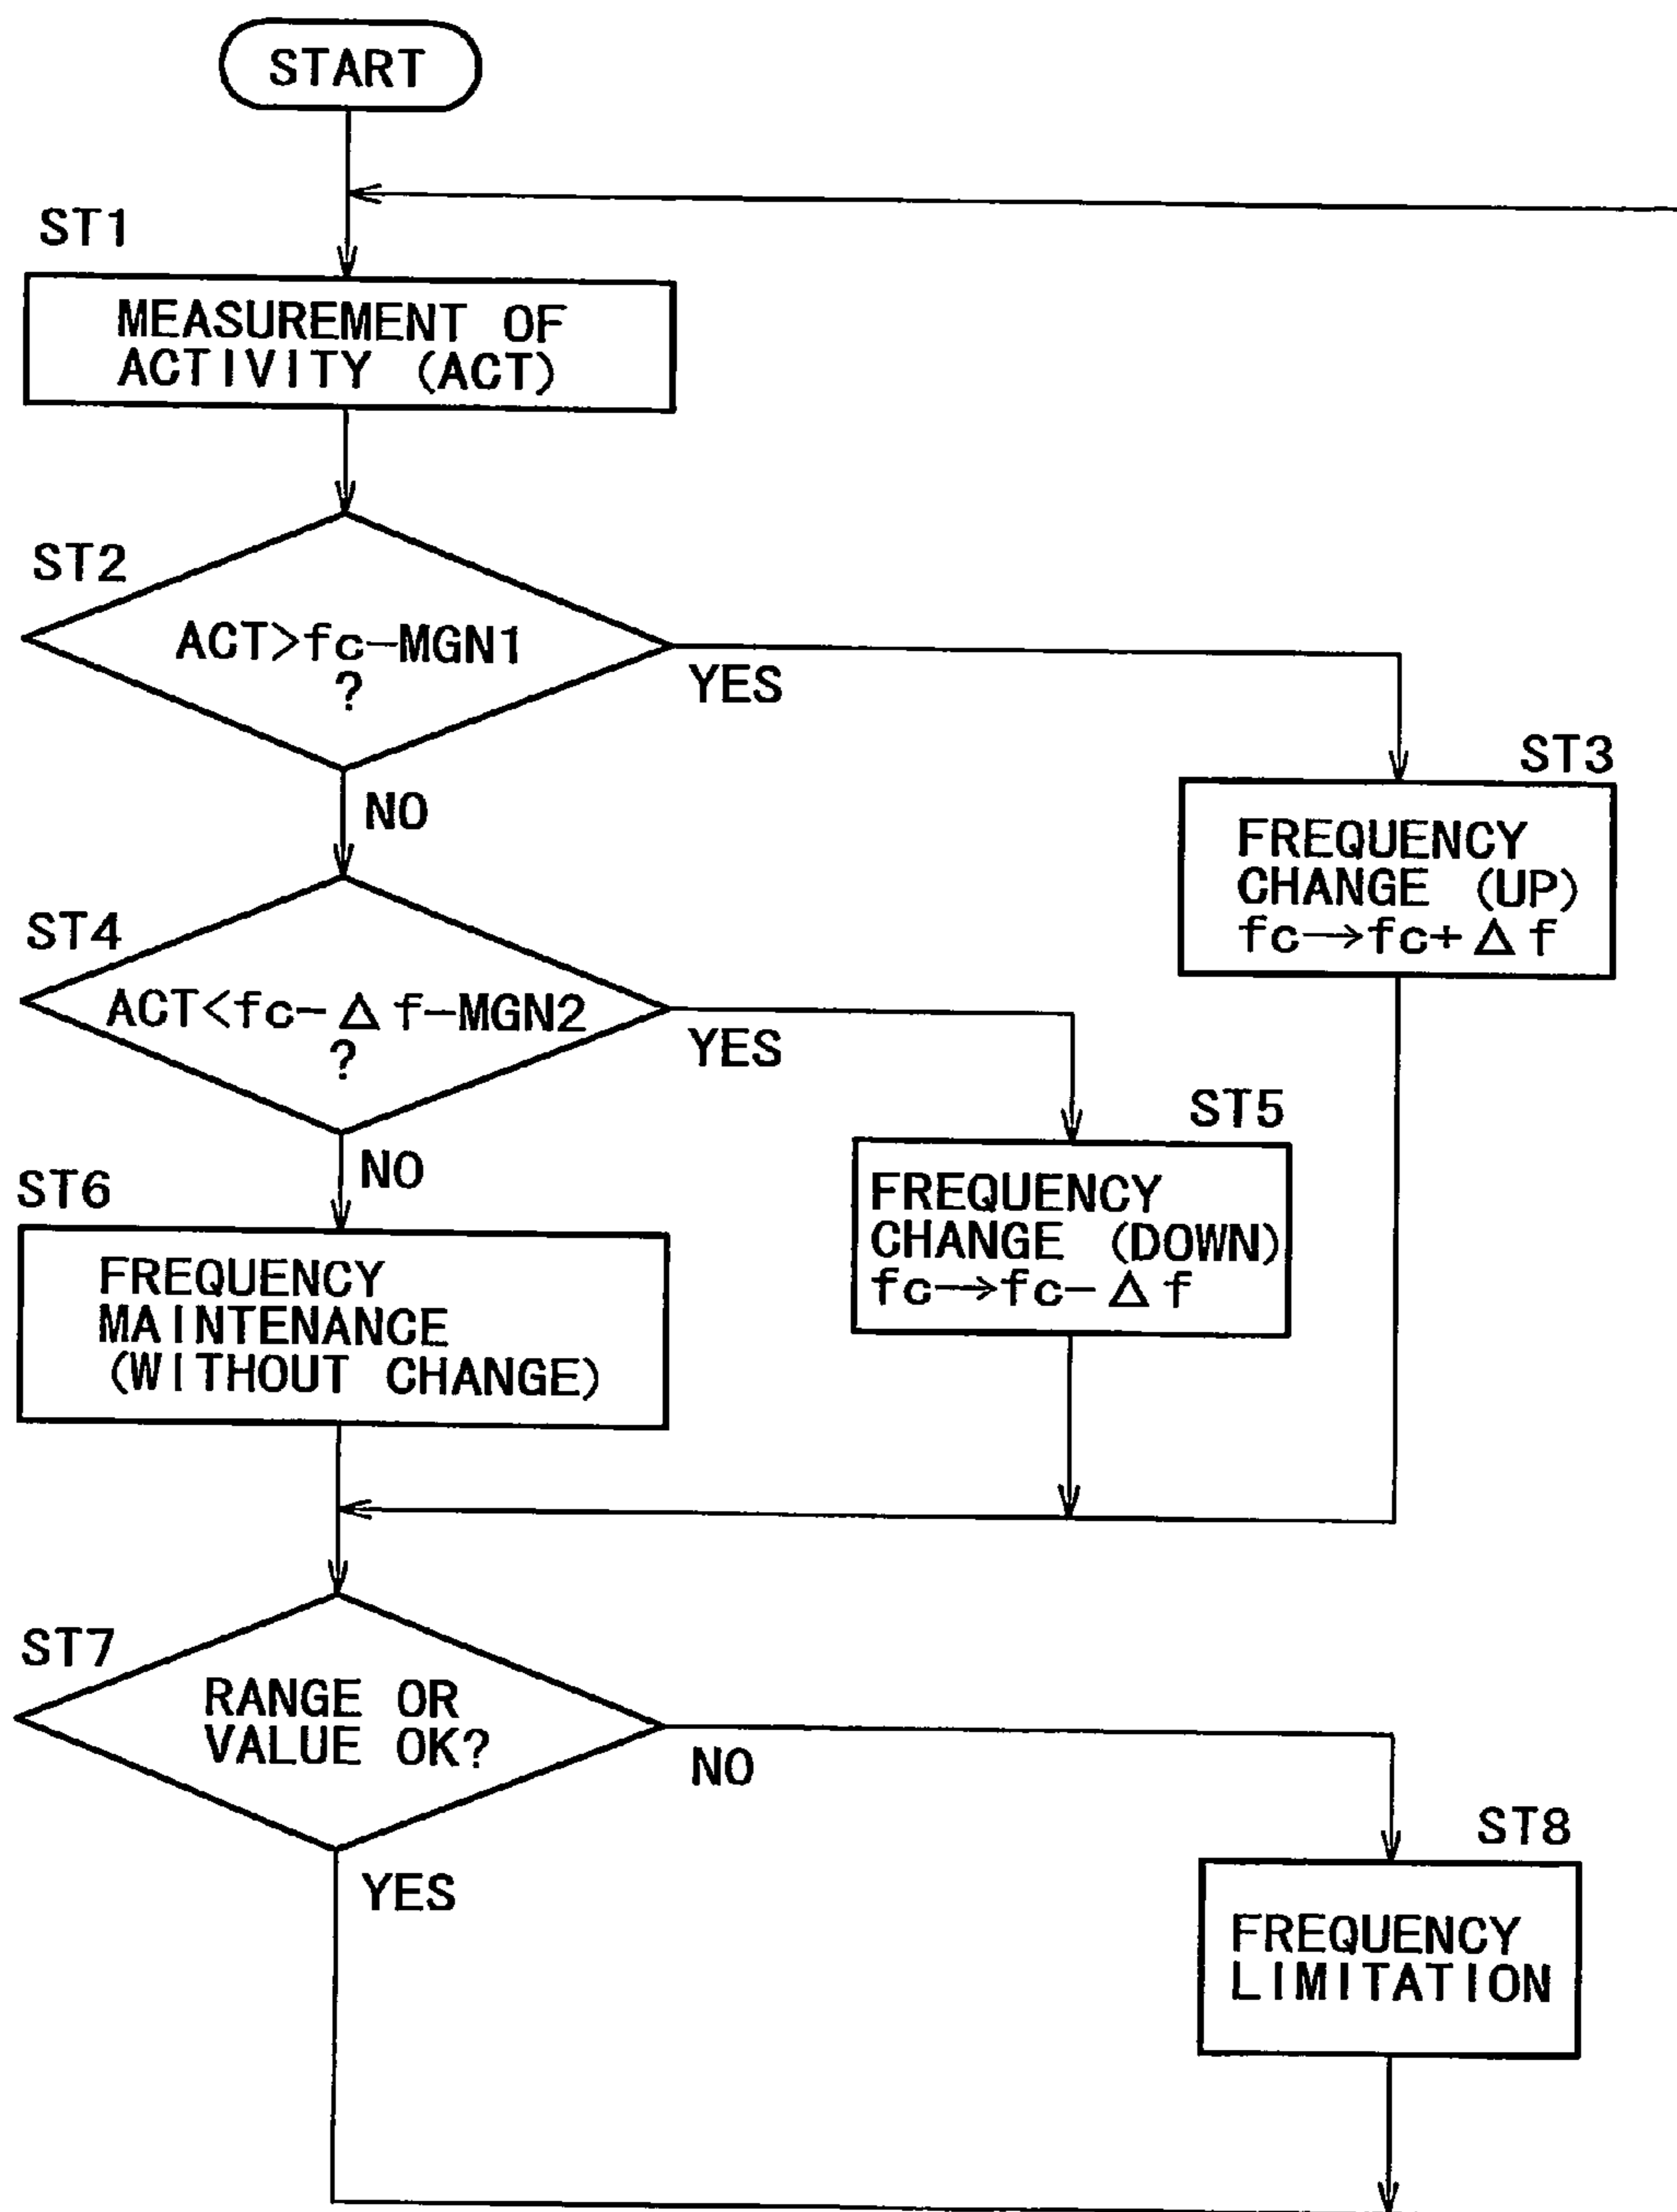 START
ST1
MEASUREMENT OF
ACTIVITY (ACT)
ST2
ACT>fc-MGN1
?
YES
NO
ST3
FREQUENCY
CHANGE (UP)
fc→fc+Δf
ST4
ACT<fc-Δf-MGN2
?
YES
NO
ST5
FREQUENCY
CHANGE (DOWN)
fc→fc-Δf
ST6
FREQUENCY
MAINTENANCE
(WITHOUT CHANGE)
ST7
RANGE OR
VALUE OK?
NO
YES
ST8
FREQUENCY
LIMITATION